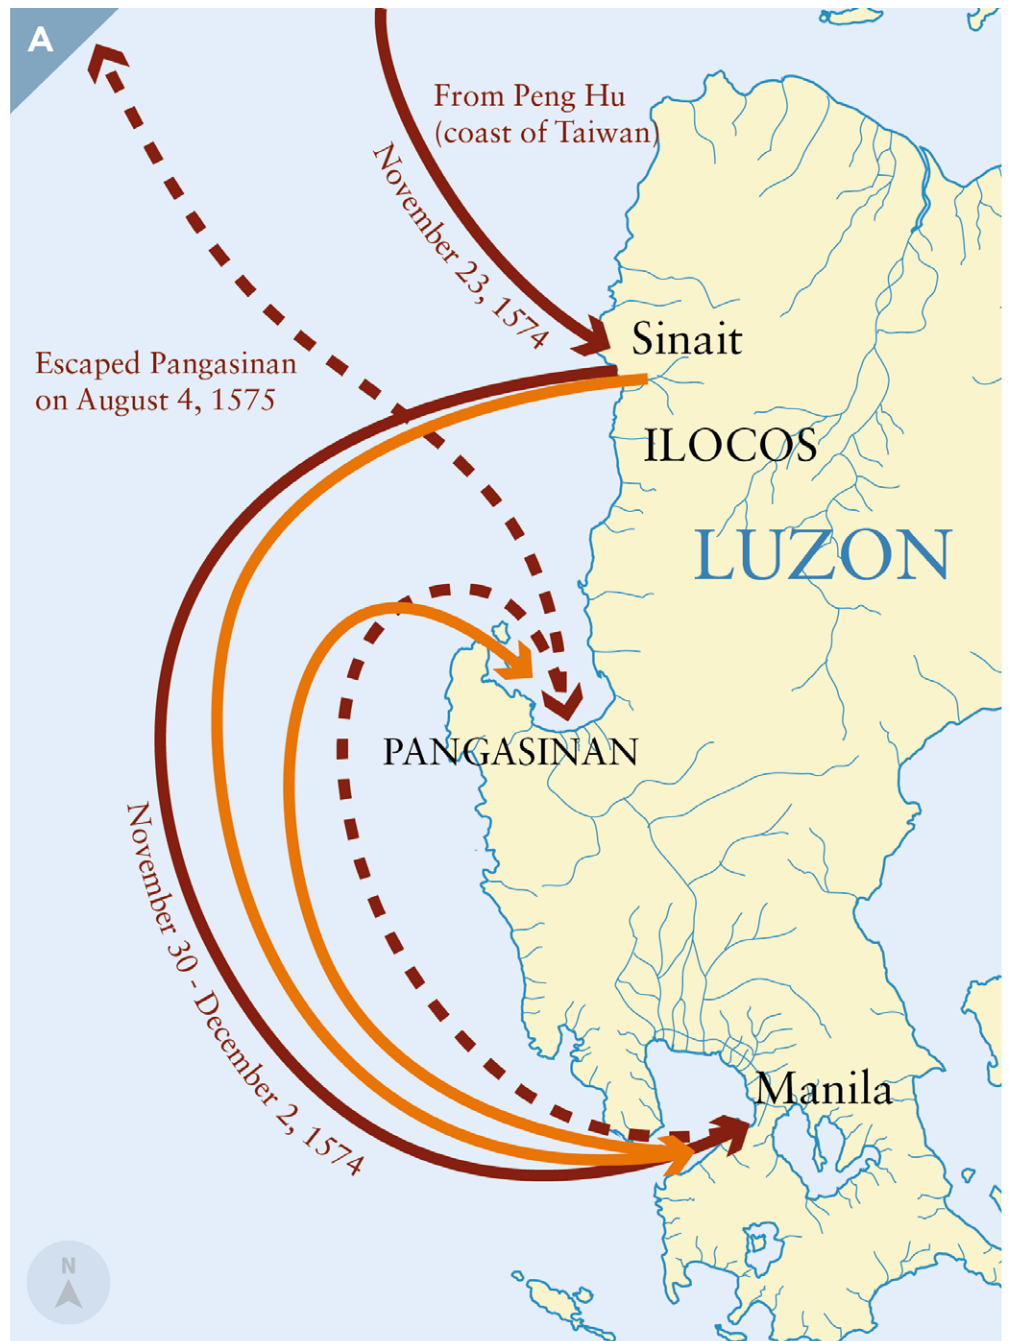 A
From Peng Hu
(coast of Taiwan)
November 23, 1574
Sinait
Escaped Pangasinan
on August 4, 1575
ILOCOS
LUZON
PANGASINAN
November 30 - December 2, 1574
Manila
N